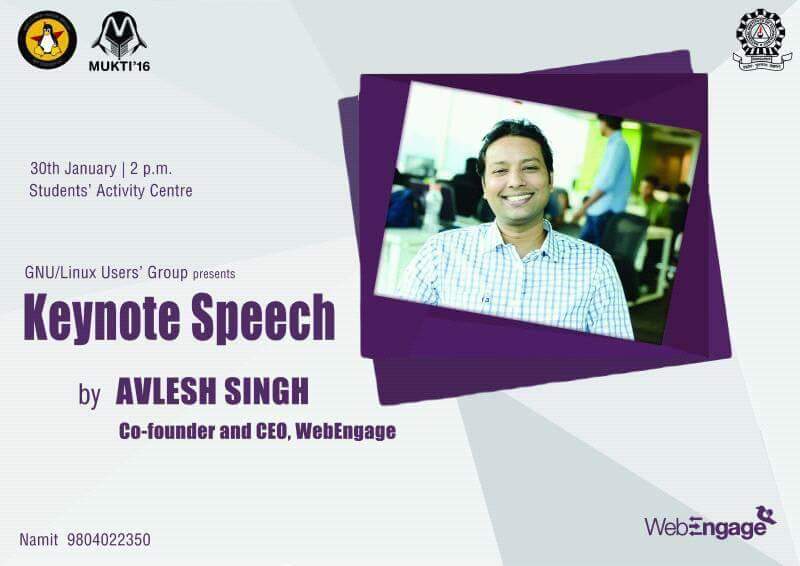 MUKTI'16
30th January | 2 p.m.
Students' Activity Centre
GNU/Linux Users' Group presents
Keynote Speech
by AVLESH SINGH
Co-founder and CEO, WebEngage
Namit 9804022350
WebEngage